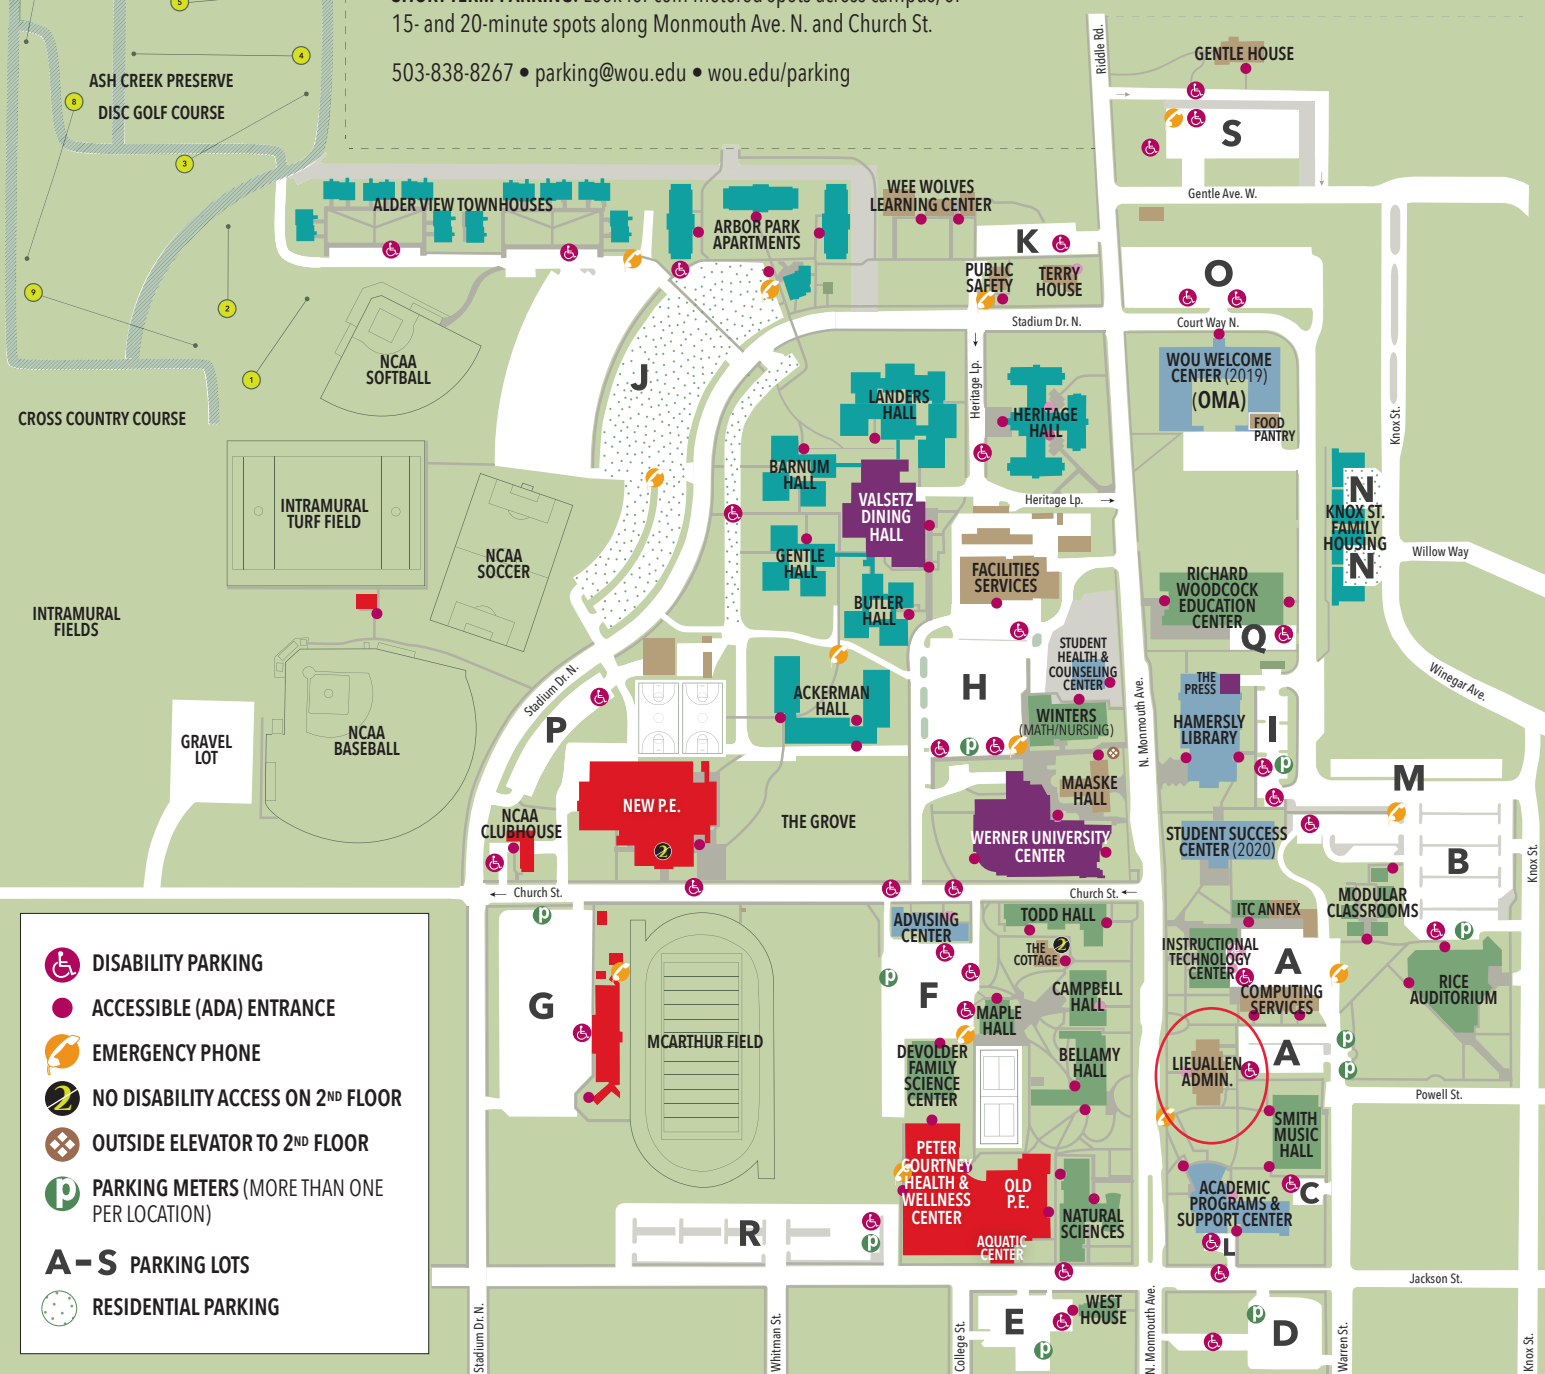 15- and 20-minute spots along Monmouth Ave. N. and Church St.
503-838-8267 • parking@wou.edu • wou.edu/parking
5
4
ASH CREEK PRESERVE
DISC GOLF COURSE
8
3
9
2
1
CROSS COUNTRY COURSE
Riddle Rd.
GENTLE HOUSE
S
Gentle Ave. W.
ALDER VIEW TOWNHOUSES
ARBOR PARK
APARTMENTS
WEE WOLVES
LEARNING CENTER
K
PUBLIC
SAFETY
TERRY
HOUSE
O
Stadium Dr. N.
Court Way N.
NCAA
SOFTBALL
J
LANDERS
HALL
Heritage Lp.
HERITAGE
HALL
WOU WELCOME
CENTER (2019)
(OMA)
FOOD
PANTRY
Knox St.
BARNUM
HALL
VALSETZ
DINING
HALL
Heritage Lp.
INTRAMURAL
TURF FIELD
NCAA
SOCCER
GENTLE
HALL
FACILITIES
SERVICES
N
KNOX ST.
FAMILY
HOUSING
N
Willow Way
BUTLER
HALL
RICHARD
WOODCOCK
EDUCATION
CENTER
Q
INTRAMURAL
FIELDS
STUDENT
HEALTH &
COUNSELING
CENTER
Winegar Ave.
Stadium Dr. N.
P
ACKERMAN
HALL
H
WINTERS
(MATH/NURSING)
N. Monmouth Ave.
THE
PRESS
HAMERSLY
LIBRARY
I
GRAVEL
LOT
NCAA
BASEBALL
MAASKE
HALL
M
NEW P.E.
2
NCAA
CLUBHOUSE
THE GROVE
WERNER UNIVERSITY
CENTER
STUDENT SUCCESS
CENTER (2020)
B
Knox St.
Church St.
Church St.
MODULAR
CLASSROOMS
ADVISING
CENTER
TODD HALL
THE
COTTAGE
2
ITC ANNEX
INSTRUCTIONAL
TECHNOLOGY
CENTER
A
COMPUTING
SERVICES
RICE
AUDITORIUM
G
MCARTHUR FIELD
F
MAPLE
HALL
CAMPBELL
HALL
DEVOLDER
FAMILY
SCIENCE
CENTER
BELLAMY
HALL
LIEUALLEN
ADMIN.
A
Powell St.
SMITH
MUSIC
HALL
PETER
COURTNEY
HEALTH &
WELLNESS
CENTER
OLD
P.E.
AQUATIC
CENTER
NATURAL
SCIENCES
ACADEMIC
PROGRAMS &
SUPPORT CENTER
C
L
R
Jackson St.
E
WEST
HOUSE
D
Stadium Dr. N.
Whitman St.
College St.
N. Monmouth Ave.
Warren St.
Knox St.
DISABILITY PARKING
ACCESSIBLE (ADA) ENTRANCE
EMERGENCY PHONE
2 NO DISABILITY ACCESS ON 2ND FLOOR
OUTSIDE ELEVATOR TO 2ND FLOOR
p PARKING METERS (MORE THAN ONE
PER LOCATION)
A–S PARKING LOTS
RESIDENTIAL PARKING